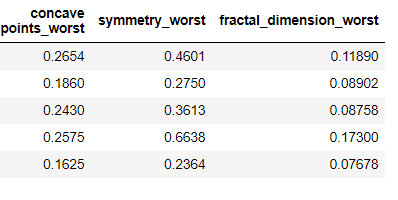 concave points_worst symmetry_worst fractal_dimension_worst
0.2654 0.4601 0.11890
0.1860 0.2750 0.08902
0.2430 0.3613 0.08758
0.2575 0.6638 0.17300
0.1625 0.2364 0.07678